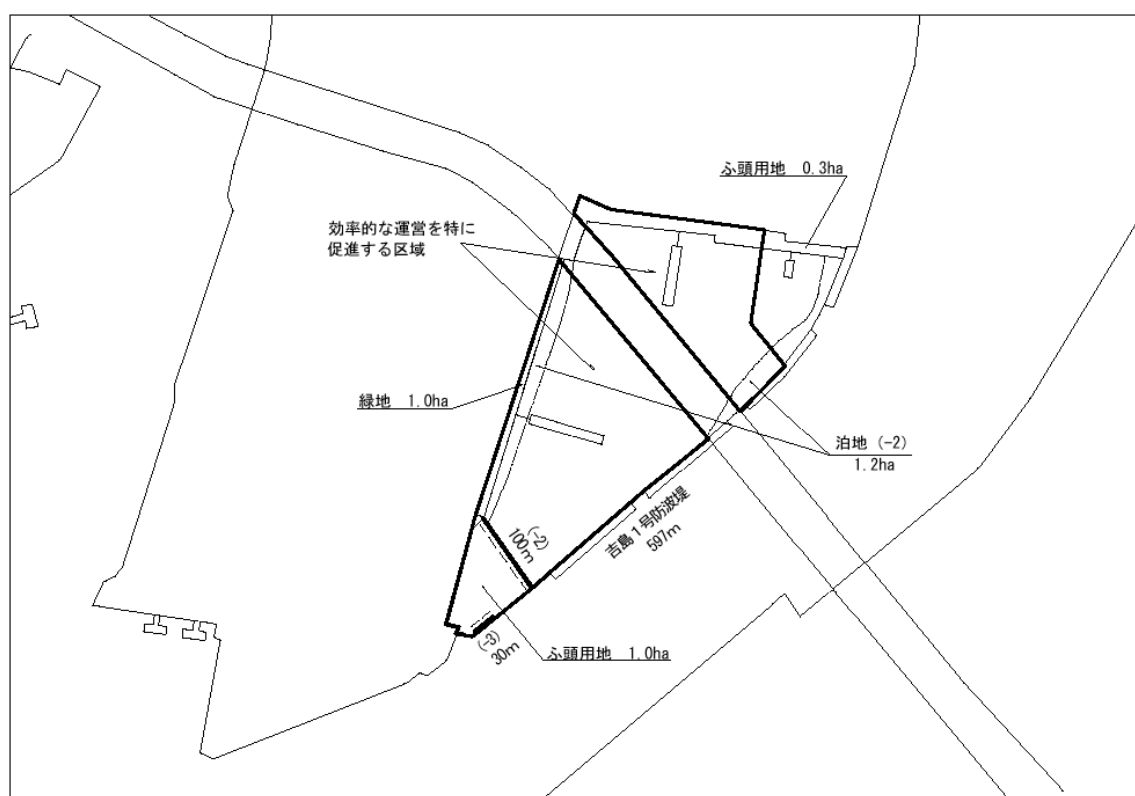 ふ頭用地 0.3ha
効率的な運営を特に
促進する区域
緑地 1.0ha
泊地 (-2)
1.2ha
吉島1号防波堤
597m
(-2)
100m
(-3)
30m
ふ頭用地 1.0ha